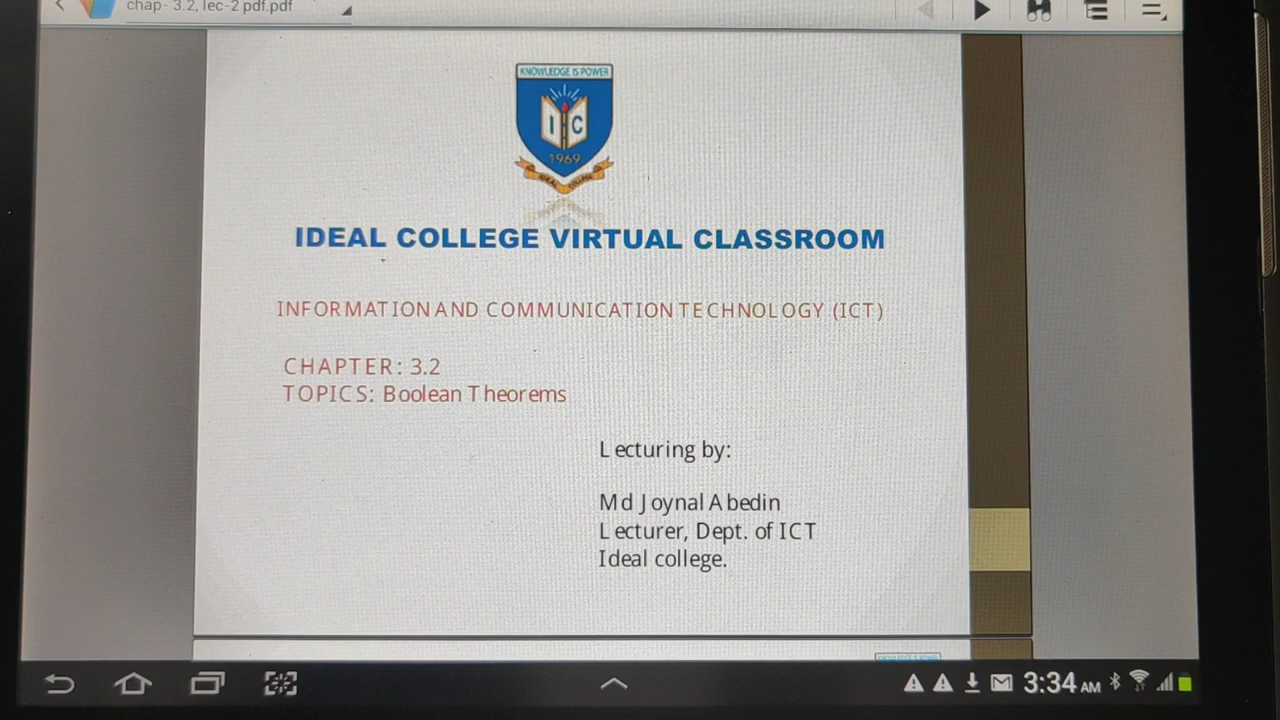 chap- 3.2, lec-2 pdf.pdf
KNOWLEDGE IS POWER
I C
1969
IDEAL COLLEGE
IDEAL COLLEGE VIRTUAL CLASSROOM
INFORMATION AND COMMUNICATION TECHNOLOGY (ICT)
CHAPTER: 3.2
TOPICS: Boolean Theorems
Lecturing by:
Md Joynal Abedin
Lecturer, Dept. of ICT
Ideal college.
3:34 AM